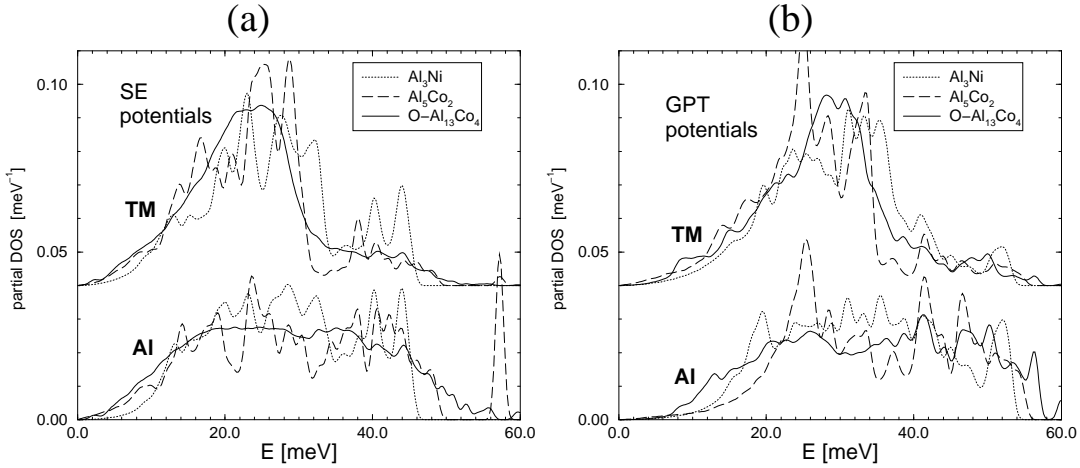 (a)
SE
potentials
Al₃Ni
Al₅Co₂
O−Al₁₃Co₄
TM
Al
partial DOS [meV⁻¹]
0.10
0.05
0.00
0.0
20.0
40.0
60.0
E [meV]
(b)
GPT
potentials
Al₃Ni
Al₅Co₂
O−Al₁₃Co₄
TM
Al
partial DOS [meV⁻¹]
0.10
0.05
0.00
0.0
20.0
40.0
60.0
E [meV]